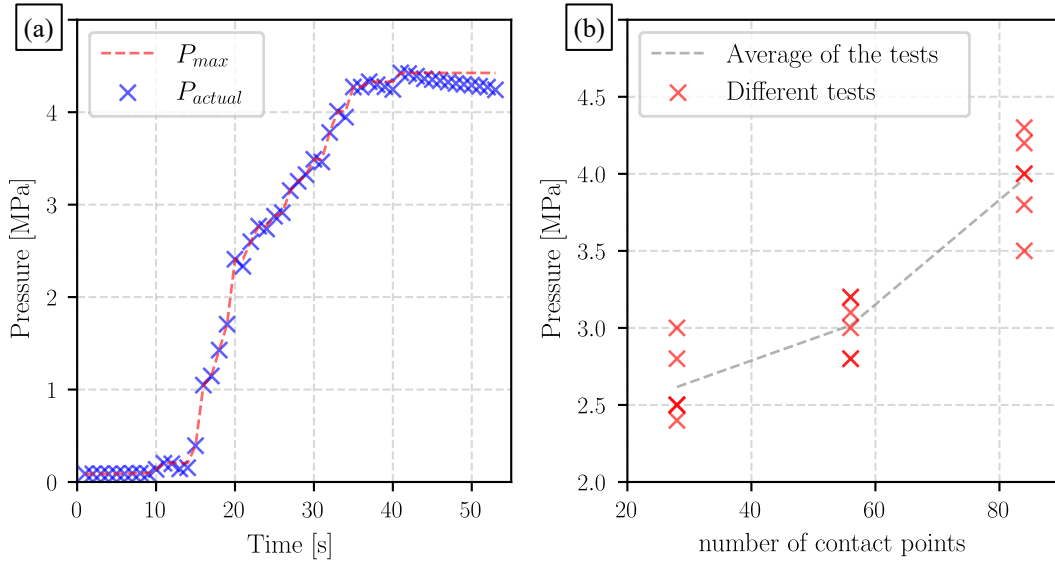 (a)
P_max
P_actual
Pressure [MPa]
4
3
2
1
0
0 10 20 30 40 50
Time [s]
(b)
Average of the tests
Different tests
Pressure [MPa]
4.5
4.0
3.5
3.0
2.5
2.0
20 40 60 80
number of contact points